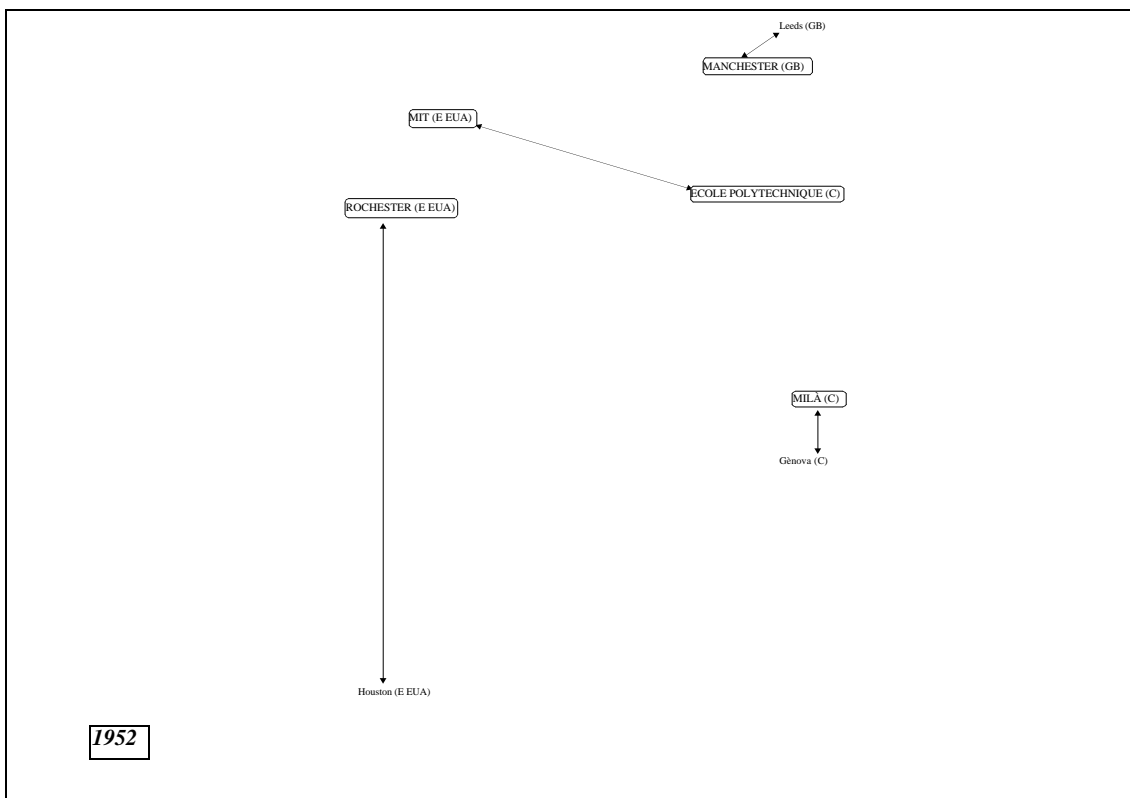 Leeds (GB)
MANCHESTER (GB)
MIT (E EUA)
ECOLE POLYTECHNIQUE (C)
ROCHESTER (E EUA)
MILÀ (C)
Gènova (C)
Houston (E EUA)
1952